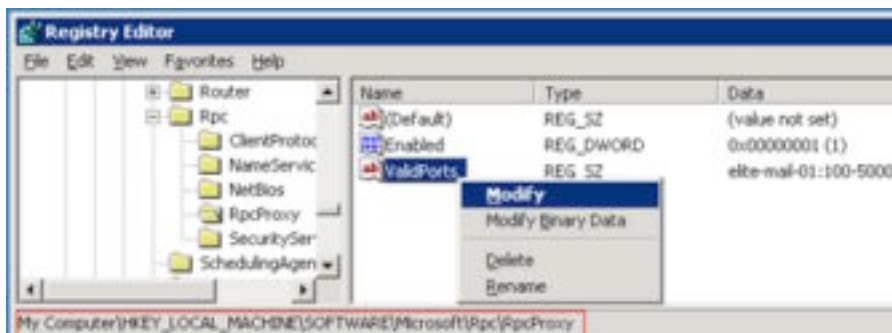 Registry Editor
File Edit View Favorites Help
Router
Rpc
ClientProtoc
NameServic
NetBios
RpcProxy
SecuritySer
SchedulingAgen
Name Type Data
(Default) REG_SZ (value not set)
Enabled REG_DWORD 0x00000001 (1)
ValidPorts REG_SZ elite-mail-01:100-5000
Modify
Modify Binary Data
Delete
Rename
My Computer\HKEY_LOCAL_MACHINE\SOFTWARE\Microsoft\Rpc\RpcProxy